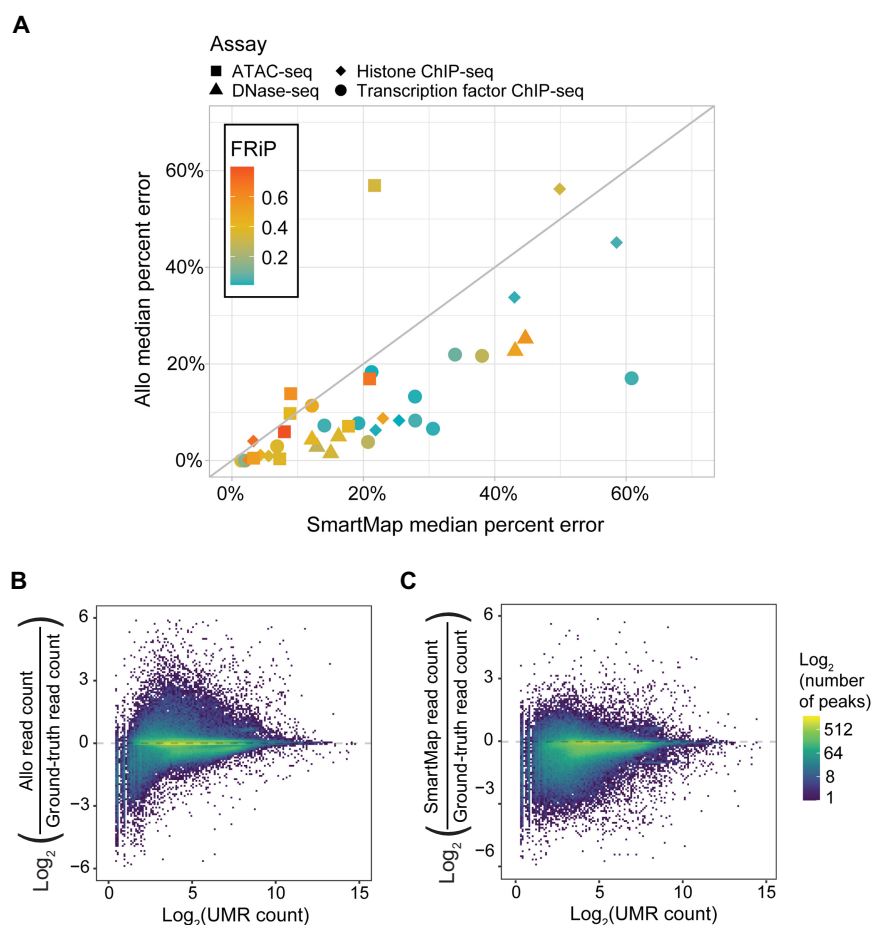 A
Assay
ATAC-seq Histone ChIP-seq
DNase-seq Transcription factor ChIP-seq
FRiP
0.6
0.4
0.2
60%
40%
20%
0%
Allo median percent error
0% 20% 40% 60%
SmartMap median percent error
B
6
3
0
−3
−6
Log2 (Allo read count / Ground-truth read count)
0 5 10 15
Log2(UMR count)
C
6
3
0
−3
−6
Log2 (SmartMap read count / Ground-truth read count)
0 5 10 15
Log2(UMR count)
Log2
(number
of peaks)
512
64
8
1